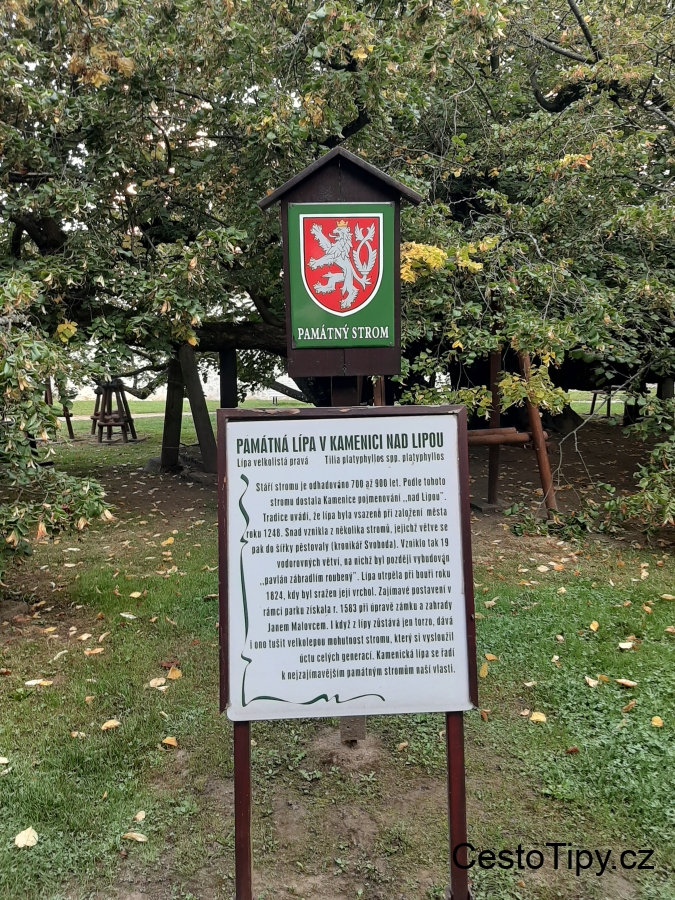 PAMÁTNÝ STROM
PAMÁTNÁ LÍPA V KAMENICI NAD LIPOU
Lípa velkolistá pravá Tilia platyphyllos spp. platyphyllos
Stáří stromu je odhadováno 700 až 900 let. Podle tohoto
stromu dostala Kamenice pojmenování „nad Lipou".
Tradice uvádí, že lípa byla vsazena při založení města
roku 1248. Snad vznikla z několika stromů, jejichž větve se
pak do šířky pěstovaly (kronikář Svoboda). Vzniklo tak 19
vodorovných větví, na nichž byl později vybudován
„pavlán zábradlím roubený". Lípa utrpěla při bouři roku
1824, kdy byl sražen její vrchol. Zajímavé postavení v
rámci parku získala r. 1583 při úpravě zámku a zahrady
Janem Malovcem. I když z lípy zůstává jen torzo, dává
i ono tušit velkolepou mohutnost stromu, který si vysloužil
úctu celých generací. Kamenická lípa se řadí
k nejzajímavějším památným stromům naší vlasti.
CestoTipy.cz